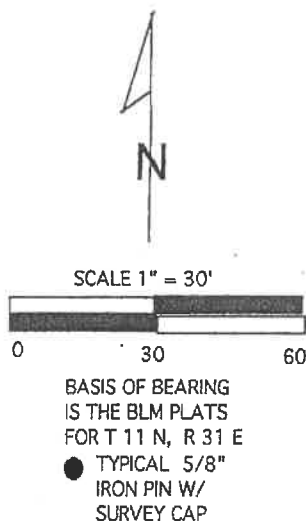 N
SCALE 1" = 30'
0 30 60
BASIS OF BEARING
IS THE BLM PLATS
FOR T 11 N, R 31 E
TYPICAL 5/8"
IRON PIN W/
SURVEY CAP